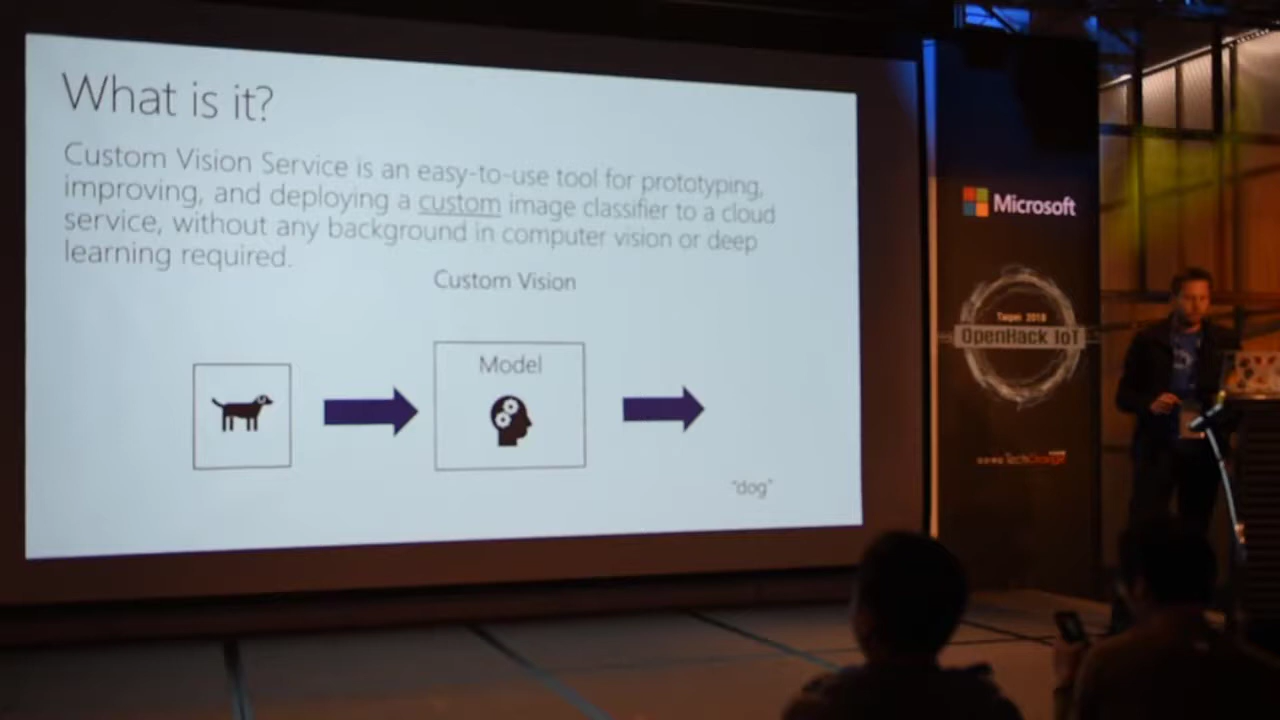 What is it?
Custom Vision Service is an easy-to-use tool for prototyping,
improving, and deploying a custom image classifier to a cloud
service, without any background in computer vision or deep
learning required.
Custom Vision
Model
"dog"
Microsoft
Taipei 2018
OpenHack IoT
TechOrange